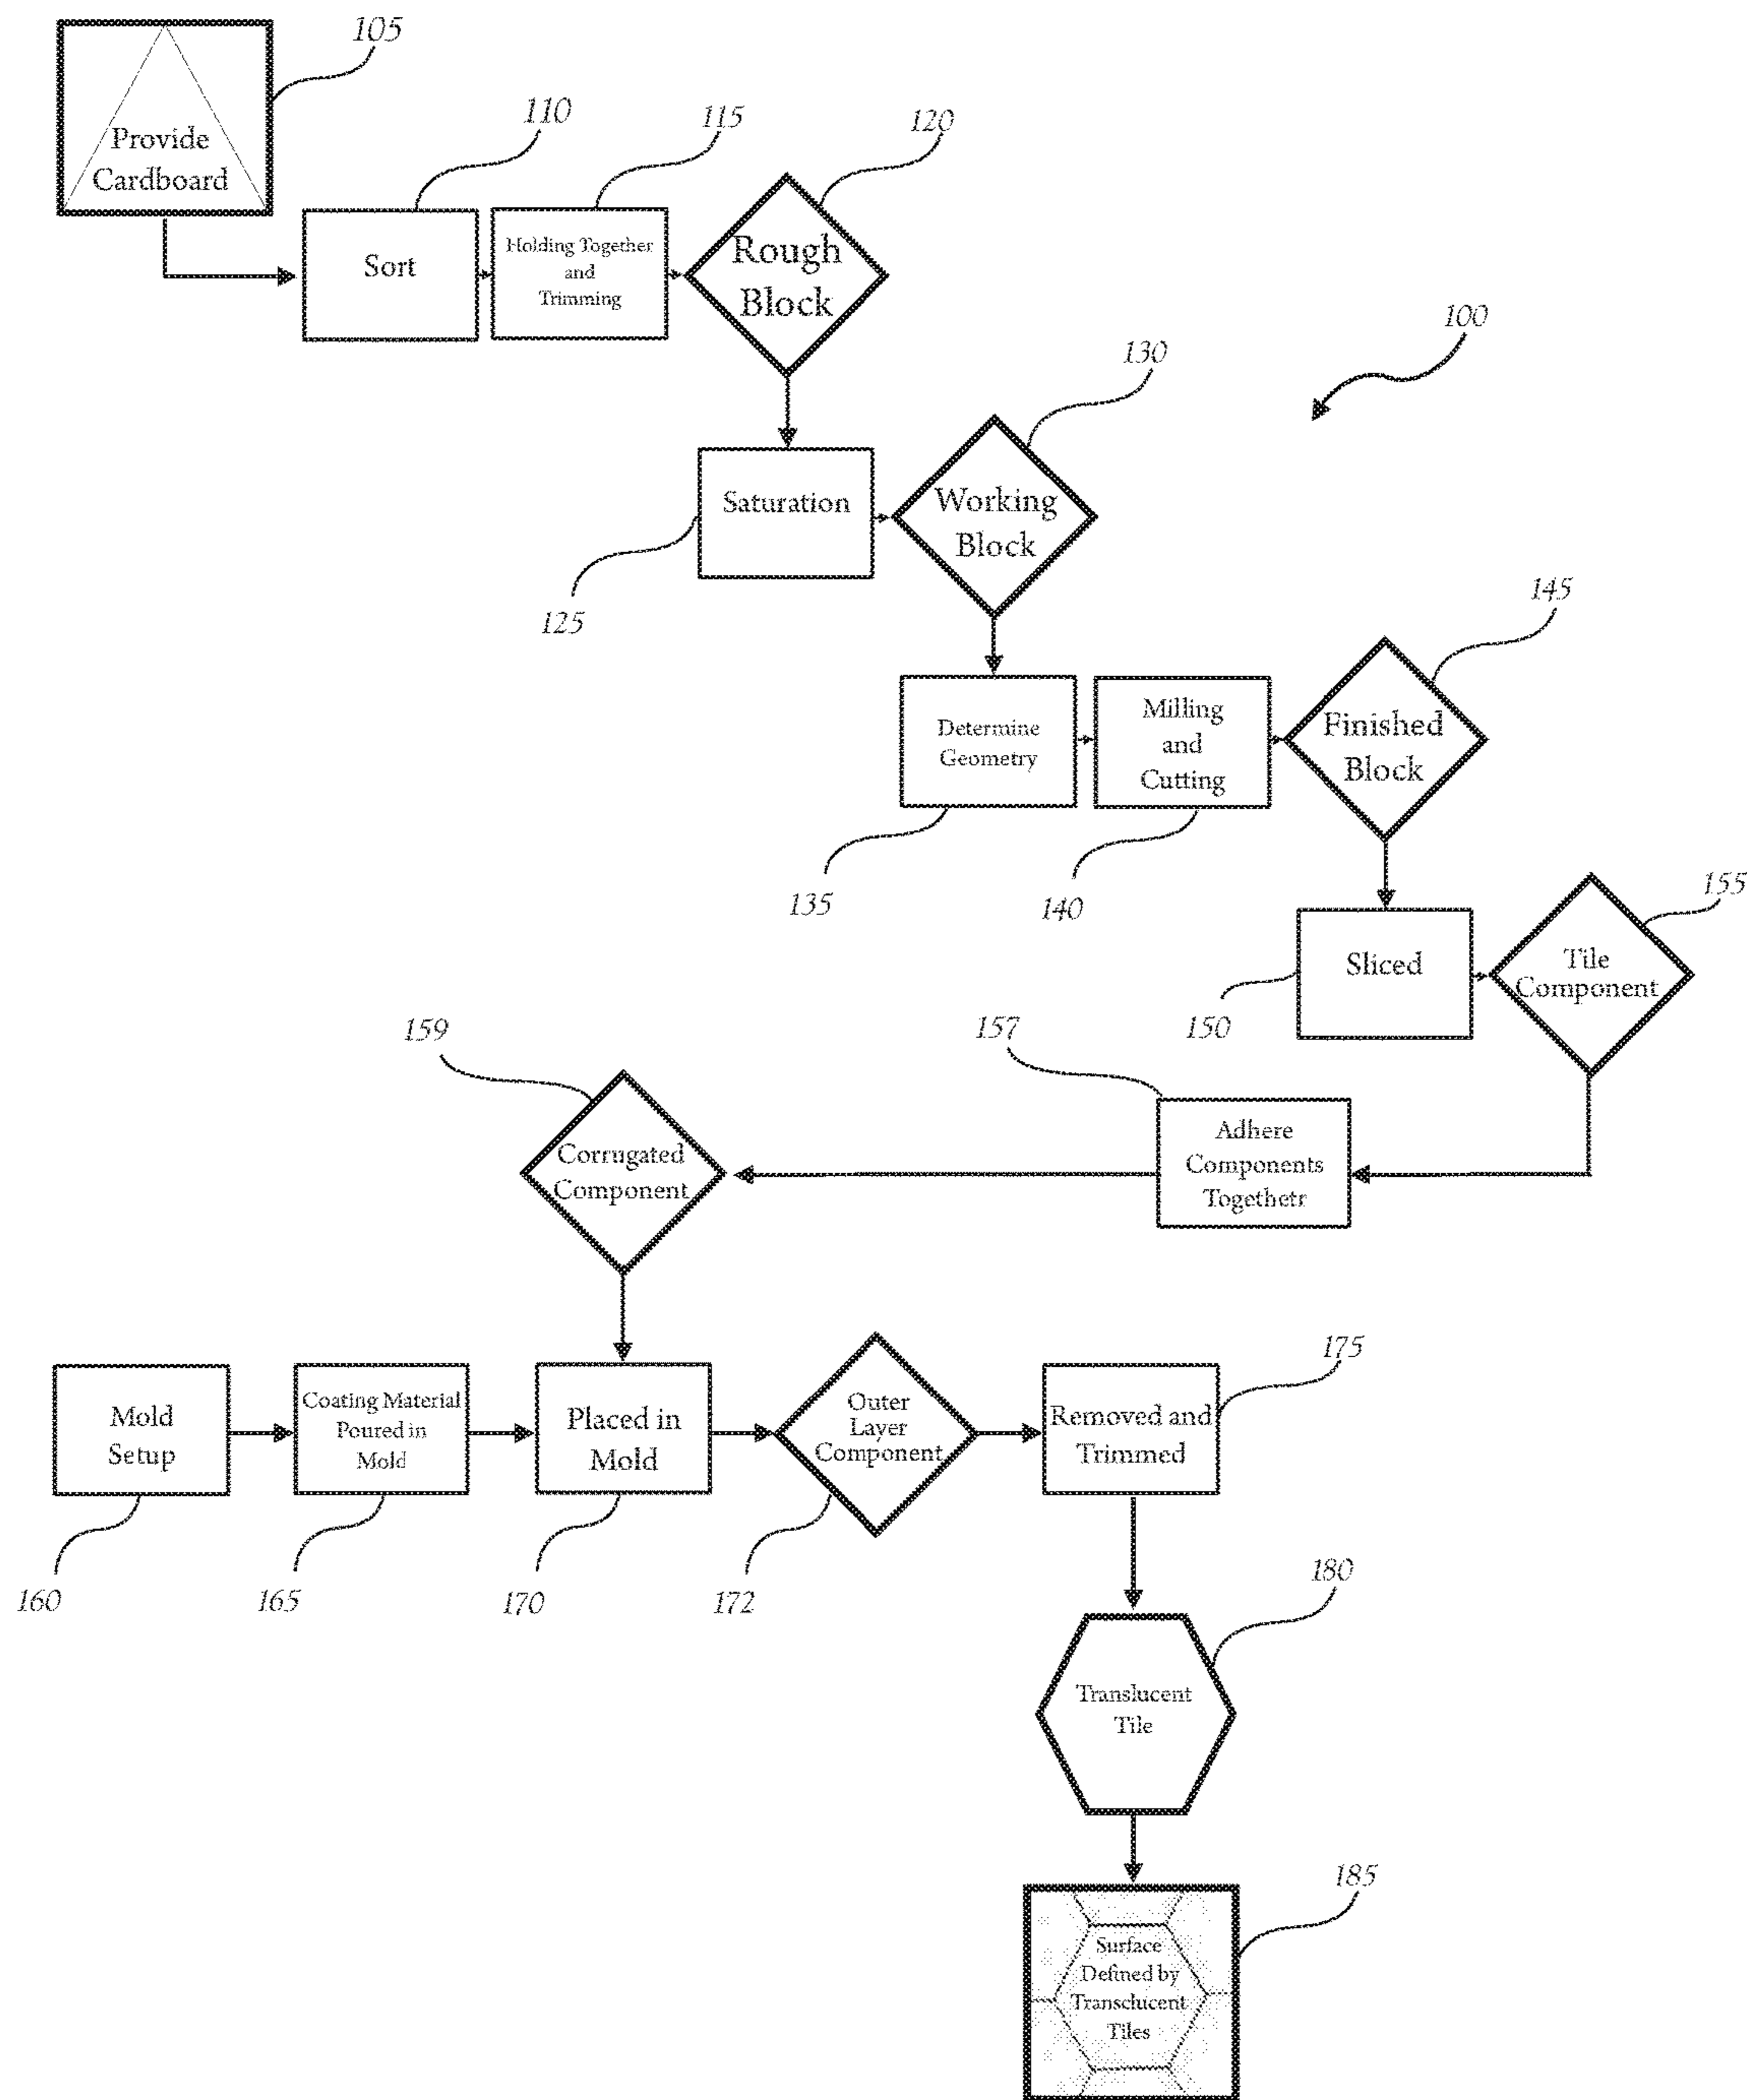 105
Provide
Cardboard
110
Sort
115
Holding Together
and
Trimming
120
Rough
Block
100
125
Saturation
130
Working
Block
135
Determine
Geometry
140
Milling
and
Cutting
145
Finished
Block
150
Sliced
155
Tile
Component
157
Adhere
Components
Togethetr
159
Corrugated
Component
160
Mold
Setup
165
Coating Material
Poured in
Mold
170
Placed in
Mold
172
Outer
Layer
Component
175
Removed and
Trimmed
180
Translucent
Tile
185
Surface
Defined by
Transclucent
Tiles